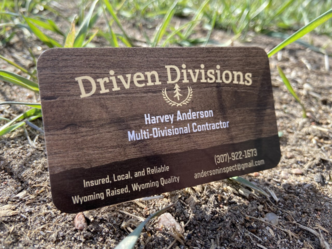 Driven Divisions
Harvey Anderson
Multi-Divisional Contractor
(307)-922-1673
andersoninspect@gmail.com
Insured, Local, and Reliable
Wyoming Raised, Wyoming Quality